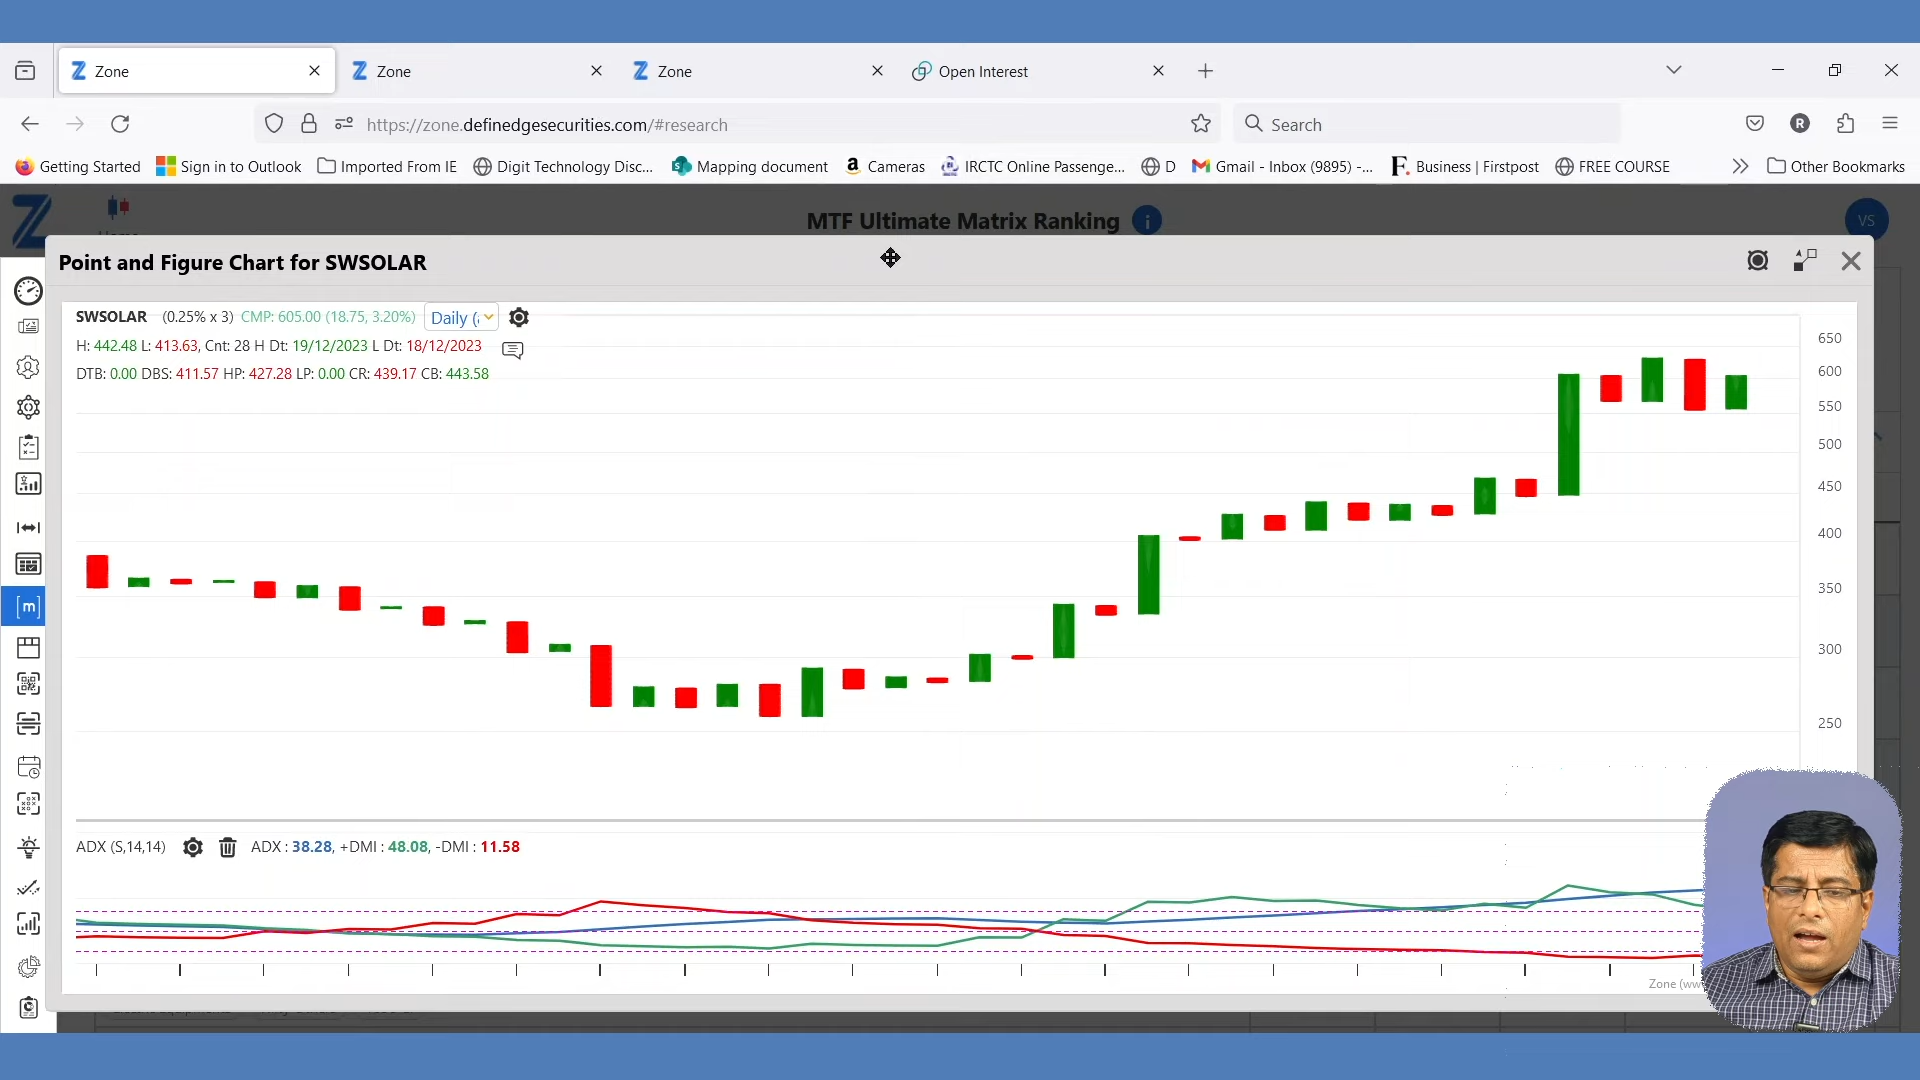 Zone
Zone
Zone
Open Interest
https://zone.definedgesecurities.com/#research
Search
R
Getting Started
Sign in to Outlook
Imported From IE
Digit Technology Disc...
Mapping document
Cameras
IRCTC Online Passenge...
D
Gmail - Inbox (9895) -...
Business | Firstpost
FREE COURSE
Other Bookmarks
MTF Ultimate Matrix Ranking
VS
Point and Figure Chart for SWSOLAR
SWSOLAR (0.25% x 3) CMP: 605.00 (18.75, 3.20%)
H: 442.48 L: 413.63, Cnt: 28 H Dt: 19/12/2023 L Dt: 18/12/2023
DTB: 0.00 DBS: 411.57 HP: 427.28 LP: 0.00 CR: 439.17 CB: 443.58
650
600
550
500
450
400
350
300
250
[m]
ADX (S,14,14) ADX : 38.28, +DMI : 48.08, -DMI : 11.58
Zone